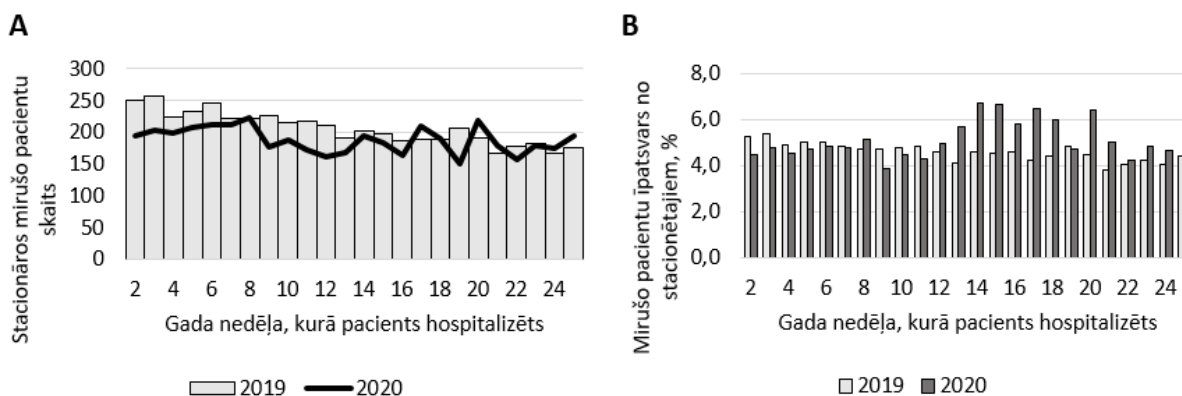 A
Stacionāros mirušo pacientu
skaits
300
250
200
150
100
50
0
2 4 6 8 10 12 14 16 18 20 22 24
Gada nedēļa, kurā pacients hospitalizēts
2019 2020
B
Mirušo pacientu īpatsvars no
stacionētajiem, %
8,0
6,0
4,0
2,0
0,0
2 4 6 8 10 12 14 16 18 20 22 24
Gada nedēļa, kurā pacients hospitalizēts
2019 2020